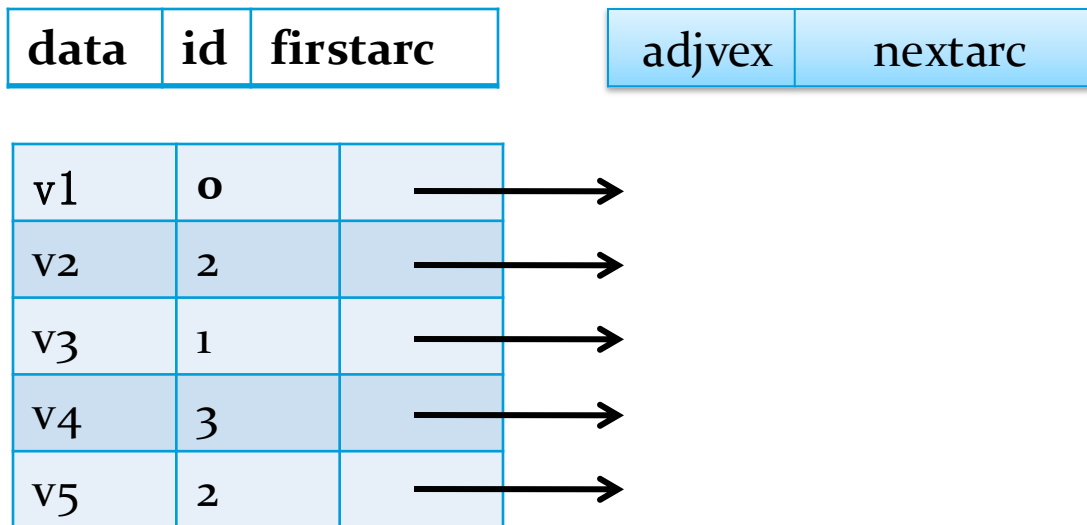 data id firstarc adjvex nextarc
v1 0
v2 2
v3 1
v4 3
v5 2